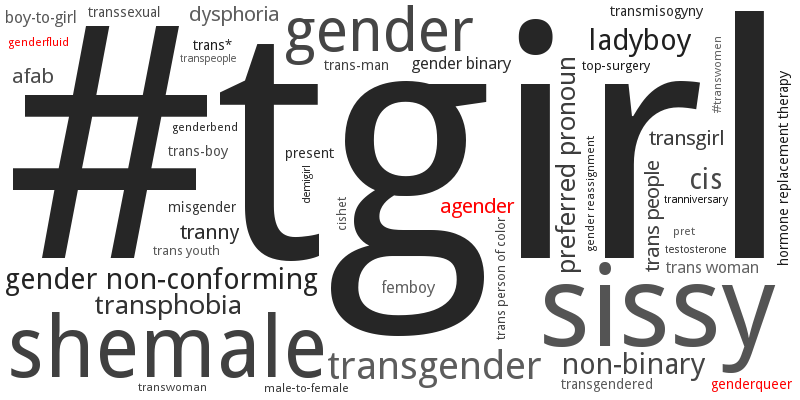 boy-to-girl
transsexual
dysphoria
gender
transmisogyny
genderfluid
trans*
transpeople
ladyboy
afab
trans-man
gender binary
top-surgery
#tgirl
#transwomen
hormone replacement therapy
preferred pronoun
genderbend
trans-boy
present
demigirl
transgirl
gender reassignment
trans people
cis
tranniversary
misgender
cishet
agender
tranny
trans person of color
pret
trans youth
testosterone
gender non-conforming
femboy
trans woman
transphobia
sissy
shemale
transgender
non-binary
transwoman
male-to-female
transgendered
genderqueer